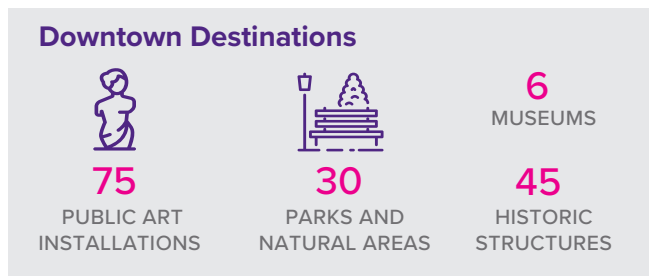 Downtown Destinations
75
PUBLIC ART
INSTALLATIONS
30
PARKS AND
NATURAL AREAS
6
MUSEUMS
45
HISTORIC
STRUCTURES